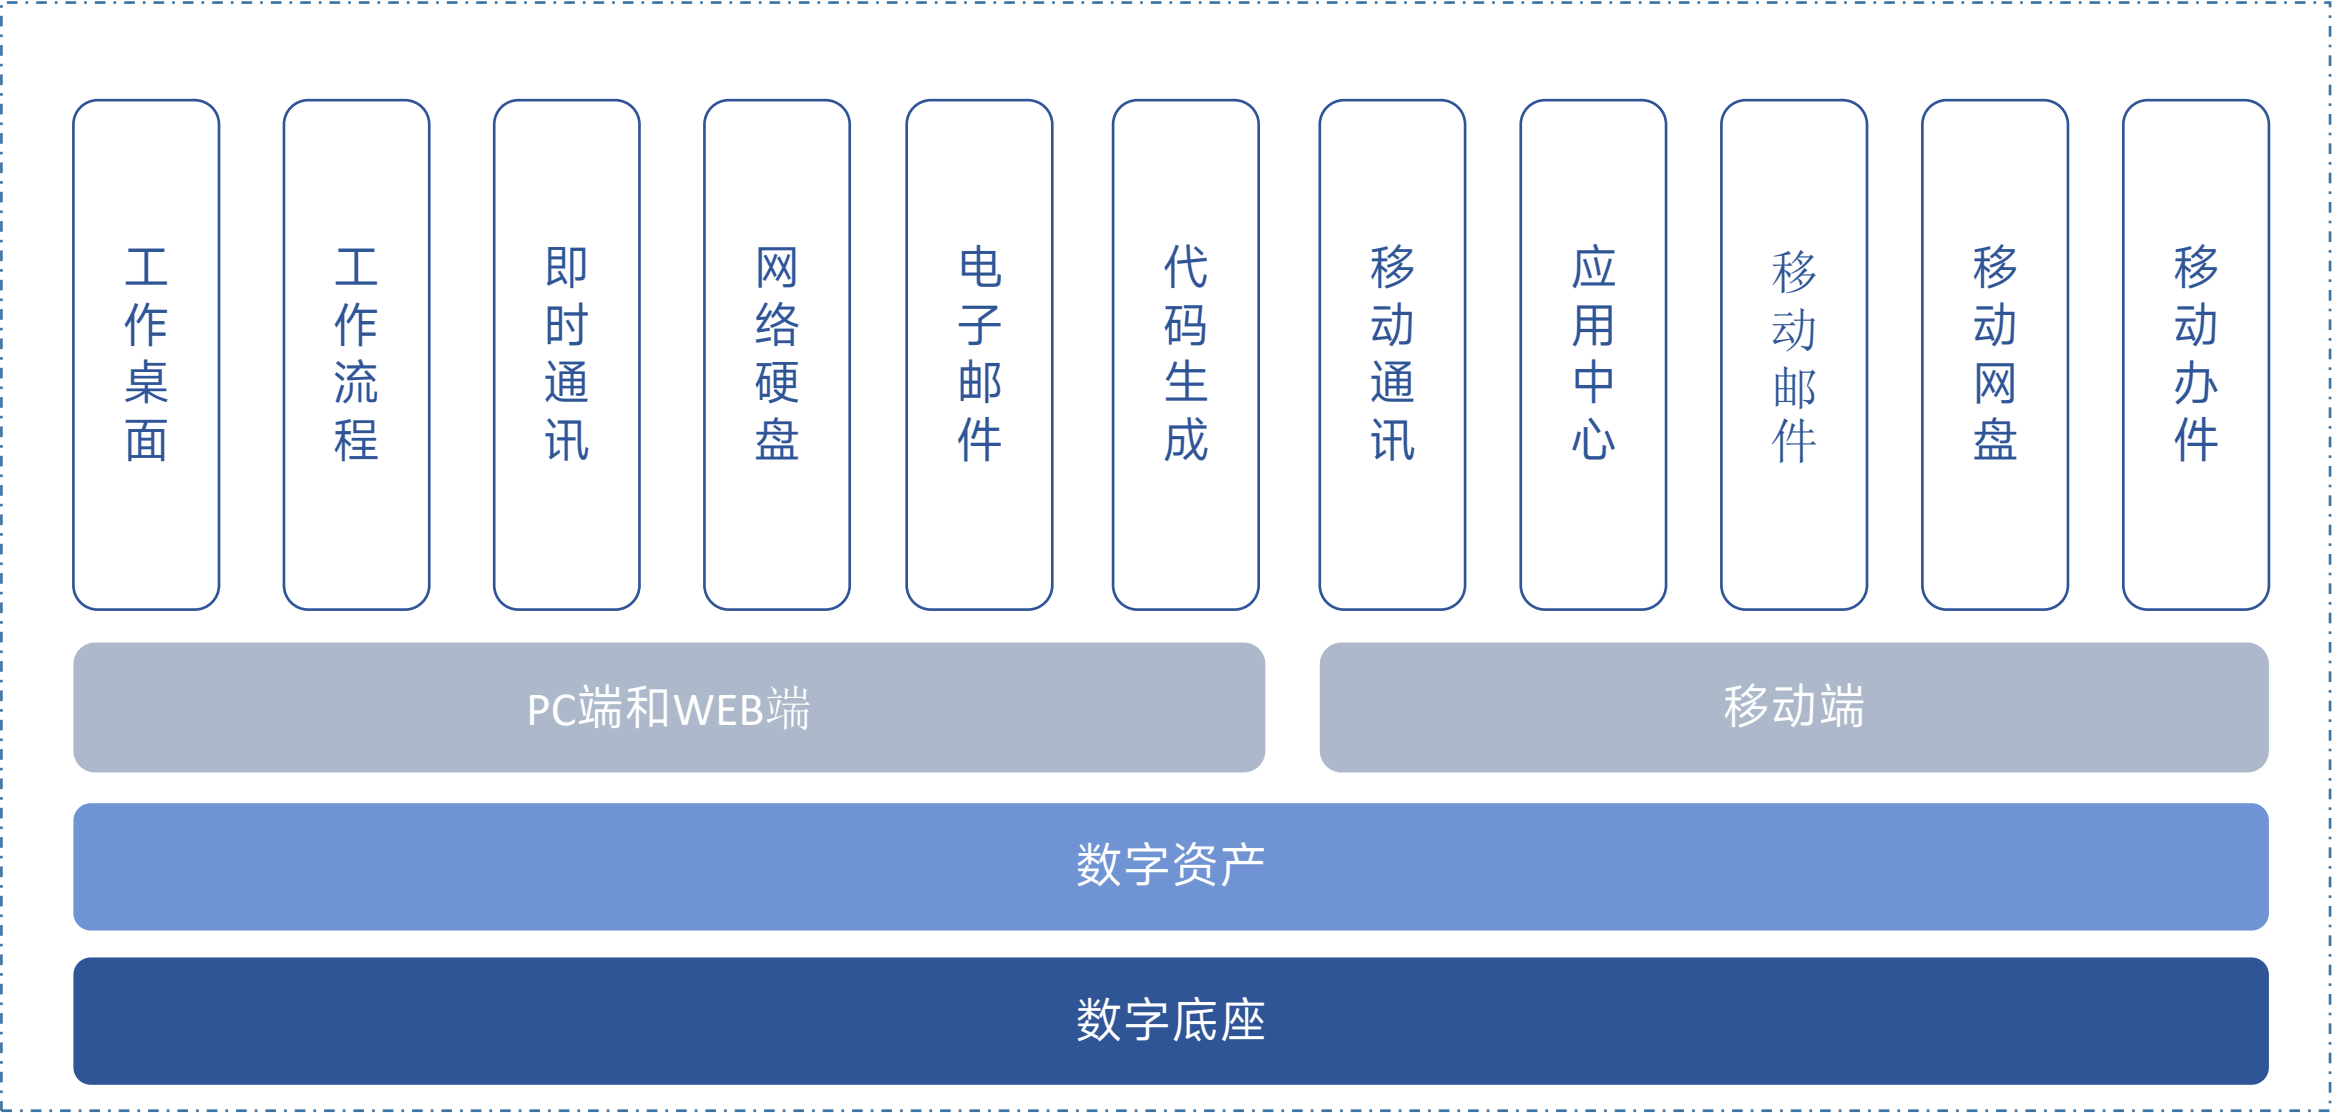 工作桌面
工作流程
即时通讯
网络硬盘
电子邮件
代码生成
移动通讯
应用中心
移动邮件
移动网盘
移动办件
PC端和WEB端
移动端
数字资产
数字底座